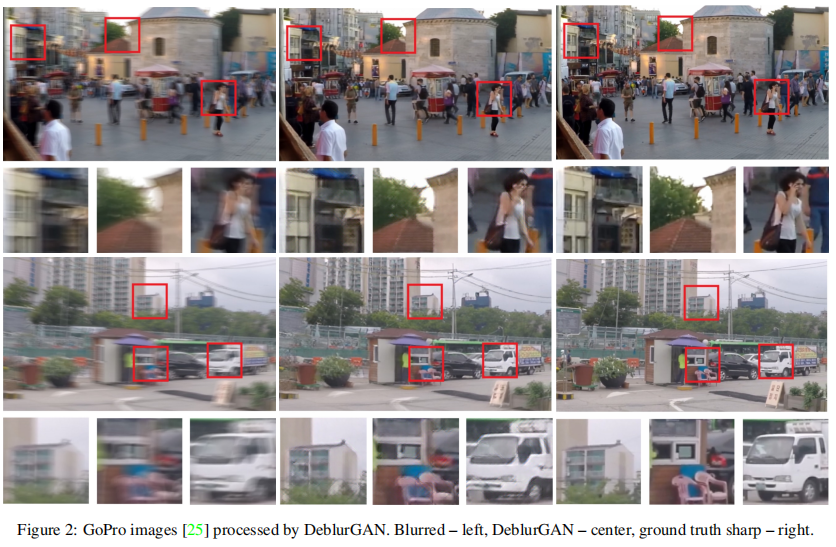 Figure 2: GoPro images [25] processed by DeblurGAN. Blurred – left, DeblurGAN – center, ground truth sharp – right.